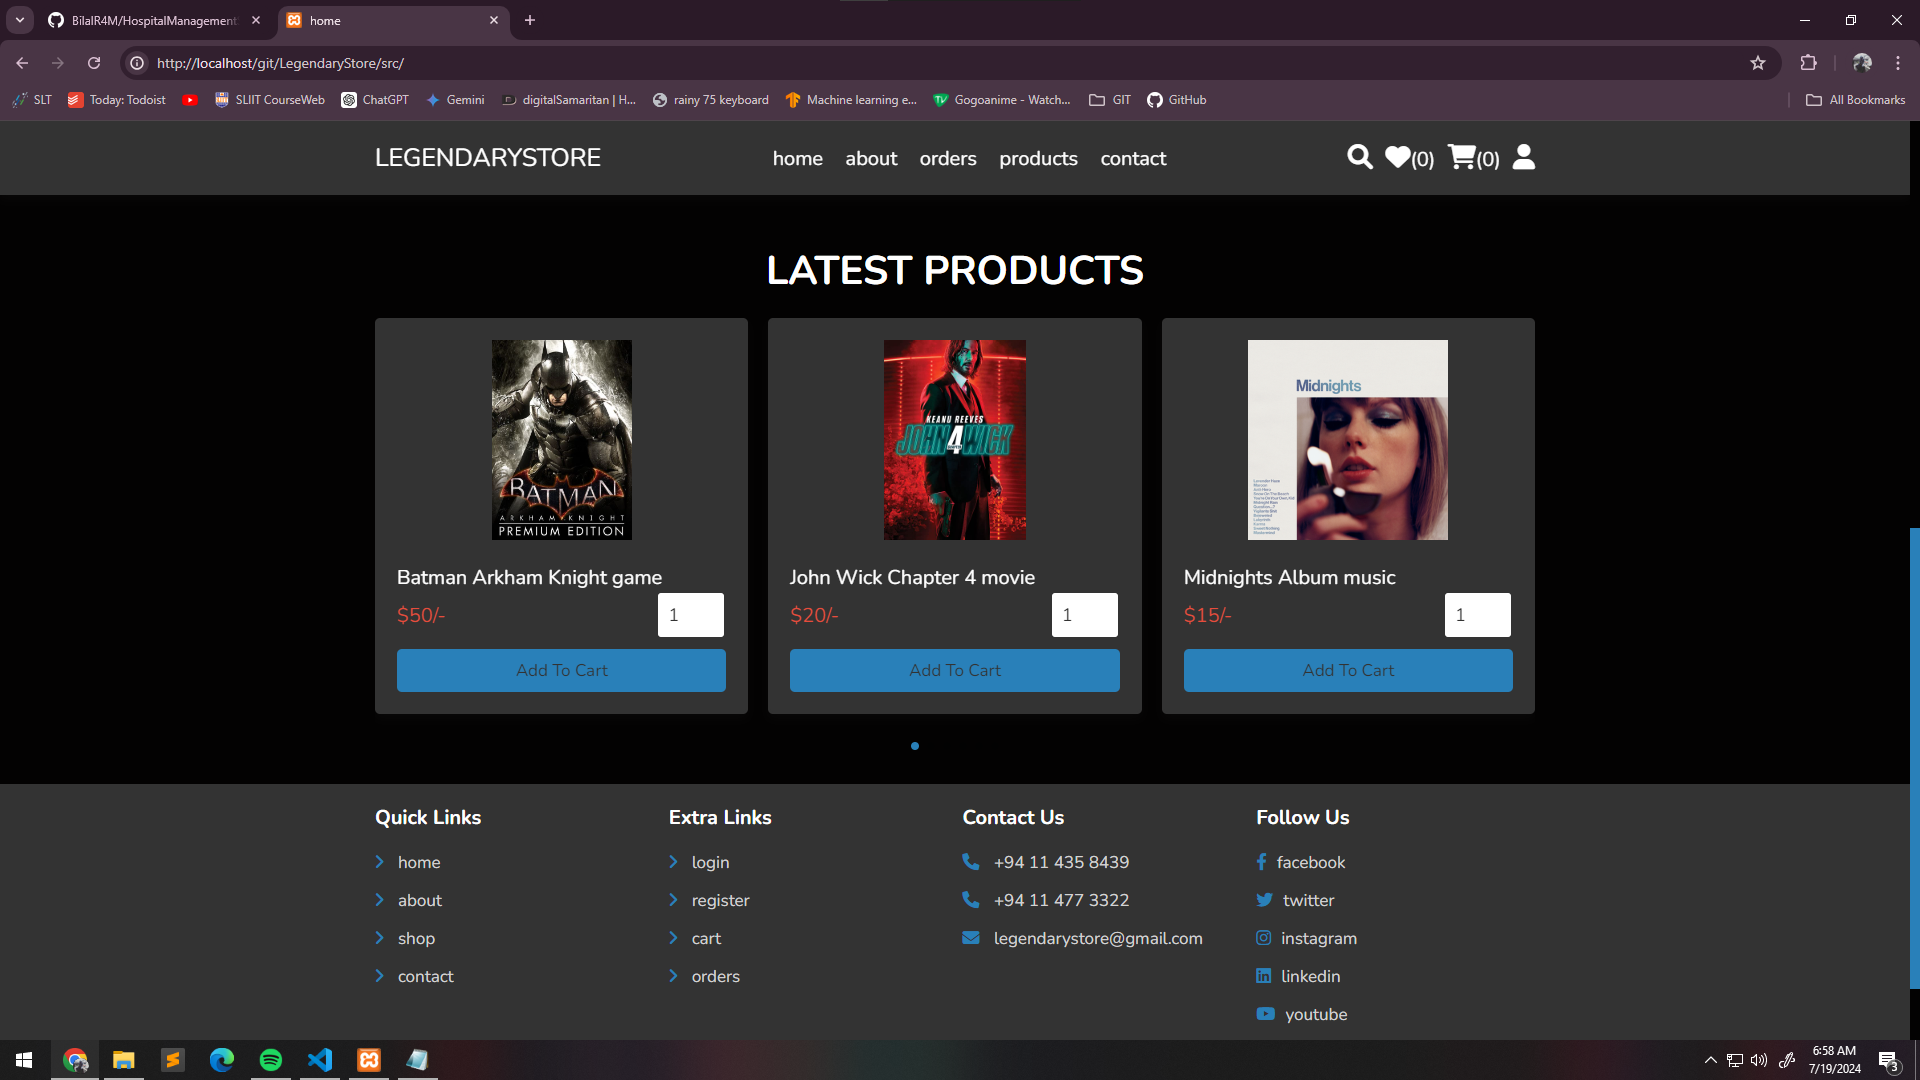 BilalR4M/HospitalManagement
home
http://localhost/git/LegendaryStore/src/
SLT
Today: Todoist
SLIIT CourseWeb
ChatGPT
Gemini
digitalSamaritan | H...
rainy 75 keyboard
Machine learning e...
Gogoanime - Watch...
GIT
GitHub
All Bookmarks
LEGENDARYSTORE
home about orders products contact
(0) (0)
LATEST PRODUCTS
BATMAN
ARKHAM KNIGHT
PREMIUM EDITION
Batman Arkham Knight game
$50/-
1
Add To Cart
KEANU REEVES
JOHN WICK
4
John Wick Chapter 4 movie
$20/-
1
Add To Cart
Midnights
Midnights Album music
$15/-
1
Add To Cart
Quick Links
home
about
shop
contact
Extra Links
login
register
cart
orders
Contact Us
+94 11 435 8439
+94 11 477 3322
legendarystore@gmail.com
Follow Us
facebook
twitter
instagram
linkedin
youtube
6:58 AM
7/19/2024
3